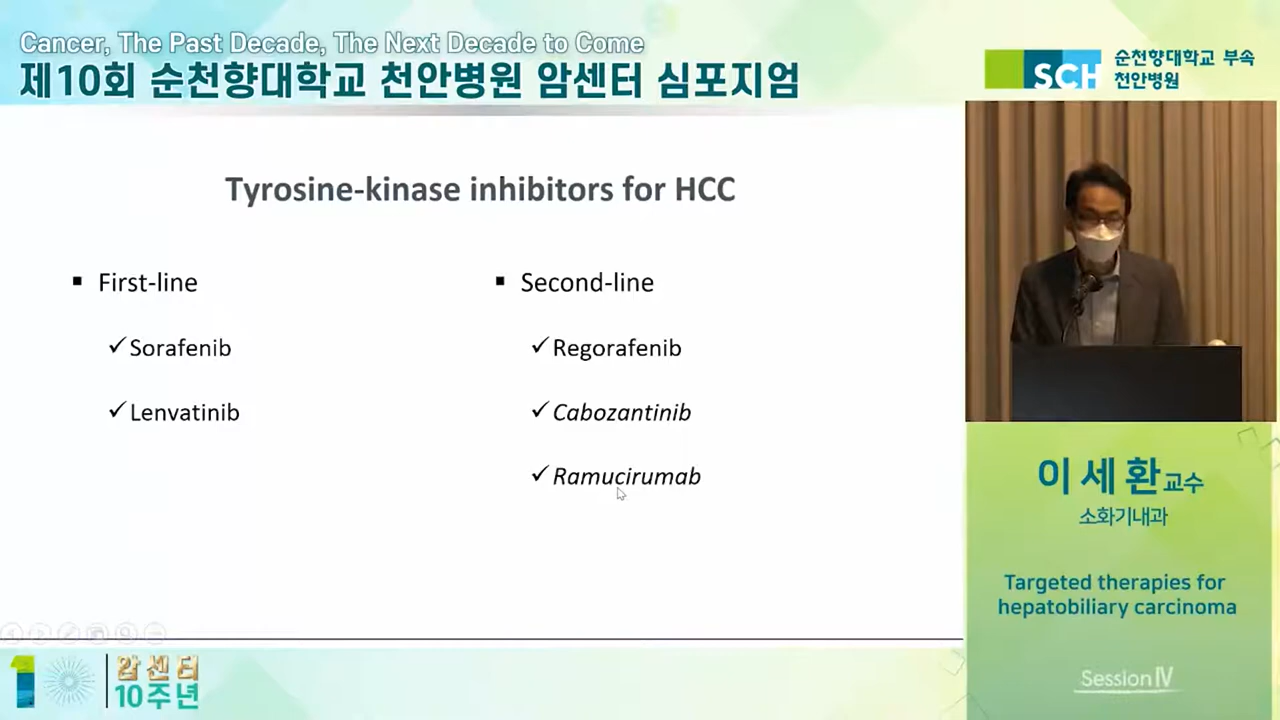 Cancer, The Past Decade, The Next Decade to Come
제10회 순천향대학교 천안병원 암센터 심포지엄
SCH
순천향대학교 부속
천안병원
Tyrosine-kinase inhibitors for HCC
▪ First-line
✓Sorafenib
✓Lenvatinib
▪ Second-line
✓Regorafenib
✓Cabozantinib
✓Ramucirumab
이세환교수
소화기내과
Targeted therapies for
hepatobiliary carcinoma
Session Ⅳ
10
암센터
10주년